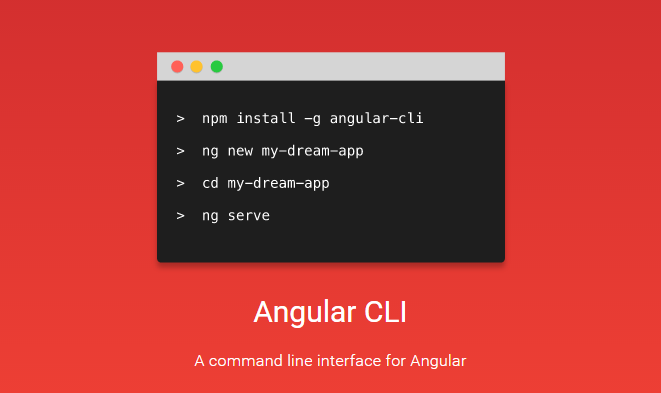 > npm install -g angular-cli
> ng new my-dream-app
> cd my-dream-app
> ng serve
Angular CLI
A command line interface for Angular